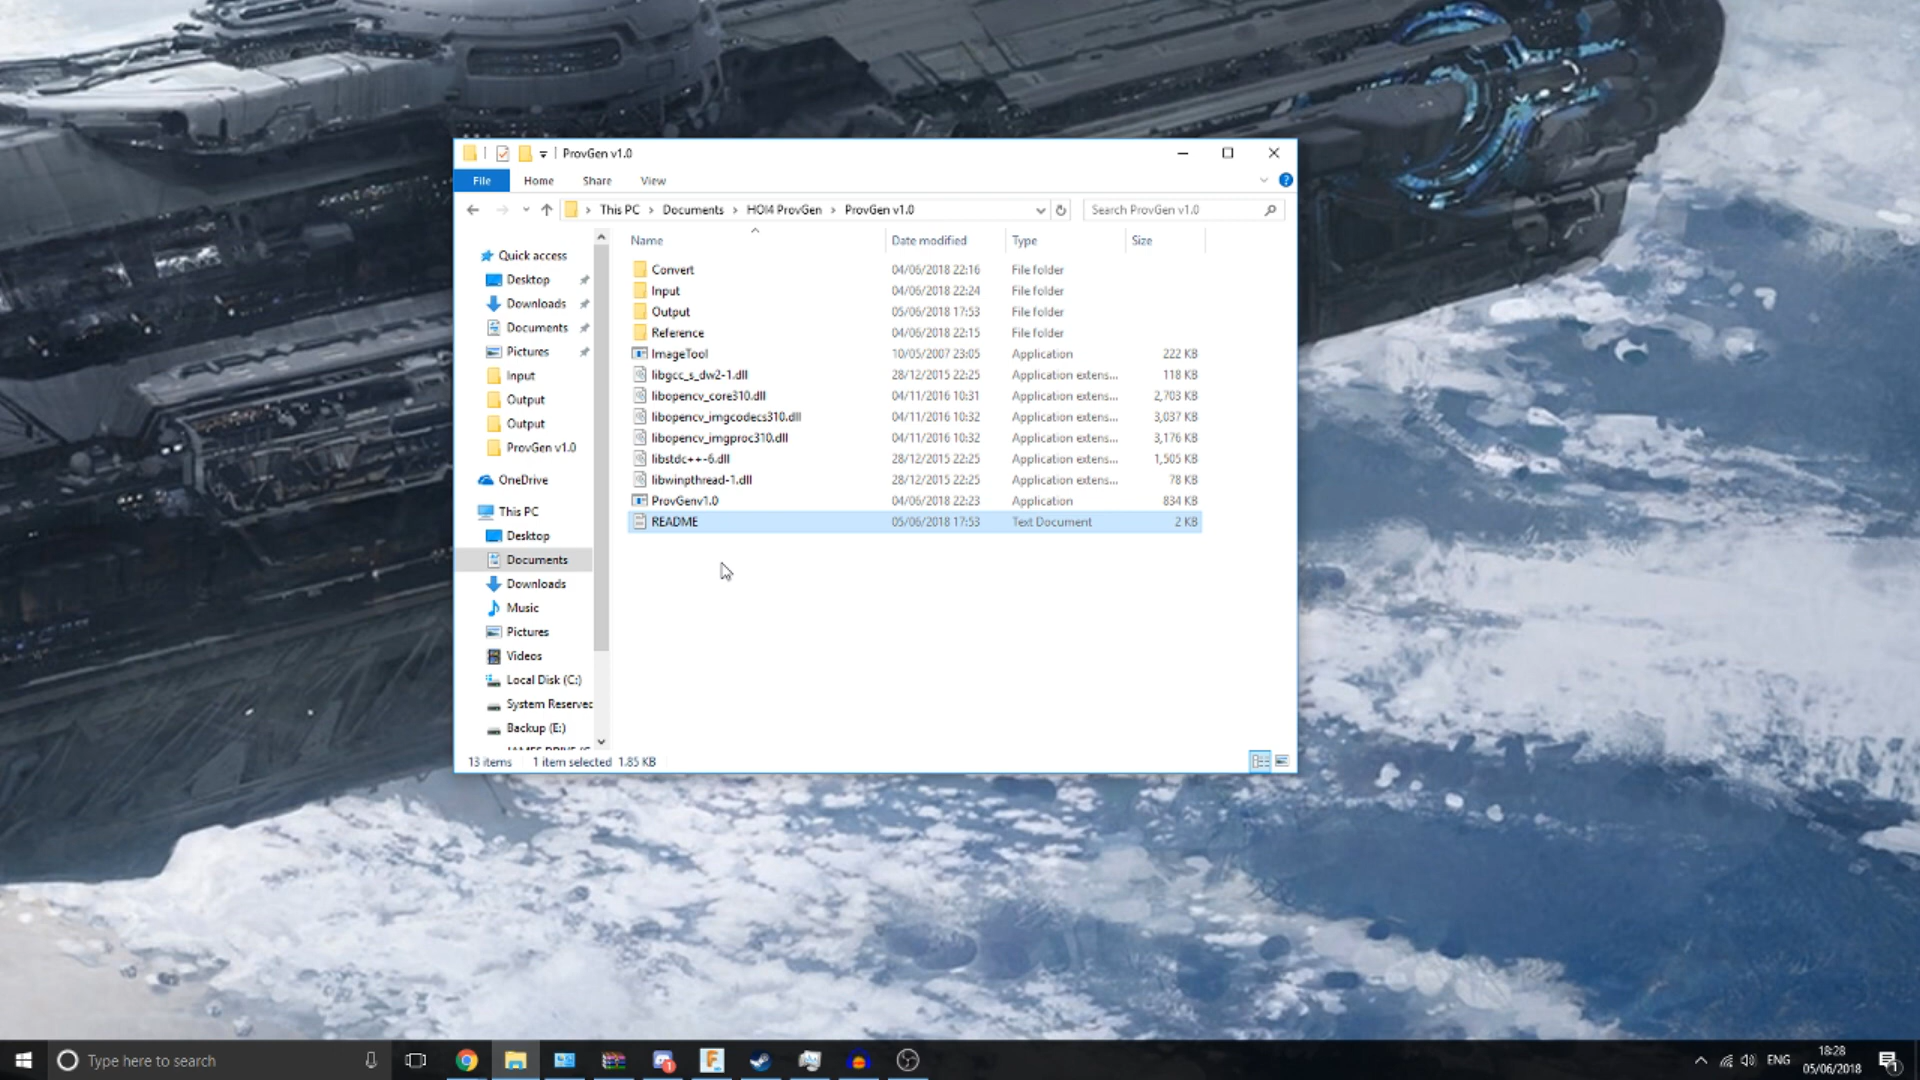 ProvGen v1.0
File Home Share View
This PC Documents HOI4 ProvGen ProvGen v1.0 Search ProvGen v1.0
Name Date modified Type Size
Quick access
Desktop
Downloads
Documents
Pictures
Input
Output
Output
ProvGen v1.0
OneDrive
This PC
Desktop
Documents
Downloads
Music
Pictures
Videos
Local Disk (C:)
System Reserved
Backup (E:)
Convert 04/06/2018 22:16 File folder
Input 04/06/2018 22:24 File folder
Output 05/06/2018 17:53 File folder
Reference 04/06/2018 22:15 File folder
ImageTool 10/05/2007 23:05 Application 222 KB
libgcc_s_dw2-1.dll 28/12/2015 22:25 Application extens... 118 KB
libopencv_core310.dll 04/11/2016 10:31 Application extens... 2,703 KB
libopencv_imgcodecs310.dll 04/11/2016 10:32 Application extens... 3,037 KB
libopencv_imgproc310.dll 04/11/2016 10:32 Application extens... 3,176 KB
libstdc++-6.dll 28/12/2015 22:25 Application extens... 1,505 KB
libwinpthread-1.dll 28/12/2015 22:25 Application extens... 78 KB
ProvGenv1.0 04/06/2018 22:23 Application 834 KB
README 05/06/2018 17:53 Text Document 2 KB
13 items 1 item selected 1.85 KB
Type here to search
ENG
18:28
05/06/2018